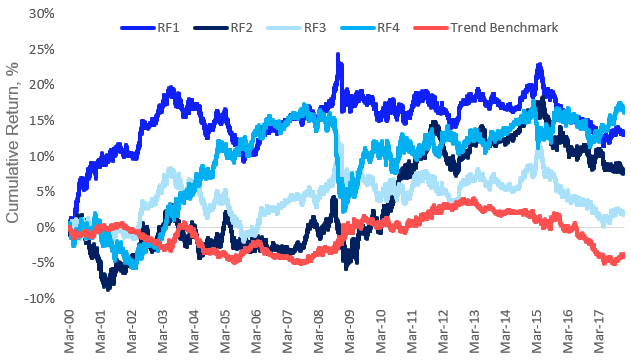 30%
RF1 RF2 RF3 RF4 Trend Benchmark
25%
20%
15%
10%
5%
0%
-5%
-10%
Cumulative Return, %
Mar-00
Mar-01
Mar-02
Mar-03
Mar-04
Mar-05
Mar-06
Mar-07
Mar-08
Mar-09
Mar-10
Mar-11
Mar-12
Mar-13
Mar-14
Mar-15
Mar-16
Mar-17